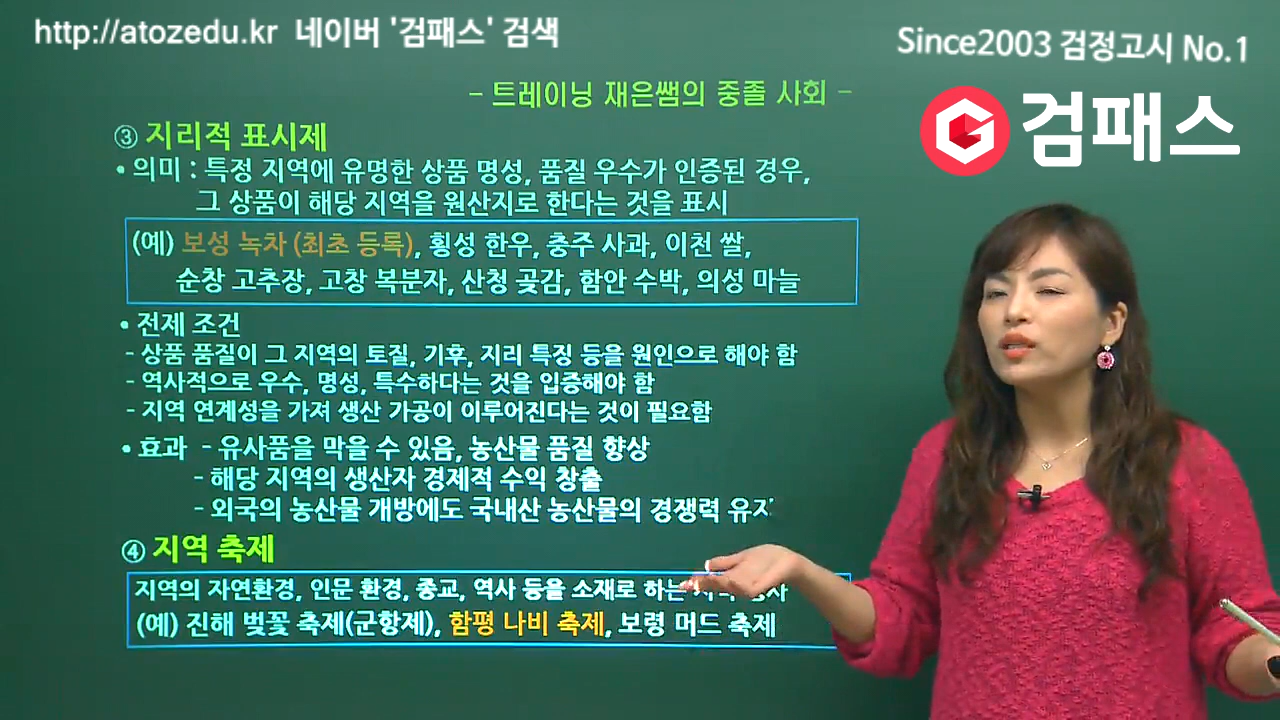 http://atozedu.kr 네이버 '검패스' 검색
Since2003 검정고시 No.1
검패스
- 트레이닝 재은쌤의 중졸 사회 -
③ 지리적 표시제
• 의미 : 특정 지역에 유명한 상품 명성, 품질 우수가 인증된 경우,
그 상품이 해당 지역을 원산지로 한다는 것을 표시
(예) 보성 녹차 (최초 등록), 횡성 한우, 충주 사과, 이천 쌀,
순창 고추장, 고창 복분자, 산청 곶감, 함안 수박, 의성 마늘
• 전제 조건
- 상품 품질이 그 지역의 토질, 기후, 지리 특징 등을 원인으로 해야 함
- 역사적으로 우수, 명성, 특수하다는 것을 입증해야 함
- 지역 연계성을 가져 생산 가공이 이루어진다는 것이 필요함
• 효과 - 유사품을 막을 수 있음, 농산물 품질 향상
- 해당 지역의 생산자 경제적 수익 창출
- 외국의 농산물 개방에도 국내산 농산물의 경쟁력
④ 지역 축제
지역의 자연환경, 인문 환경, 종교, 역사 등을 소재로 하는
(예) 진해 벚꽃 축제(군항제), 함평 나비 축제, 보령 머드 축제